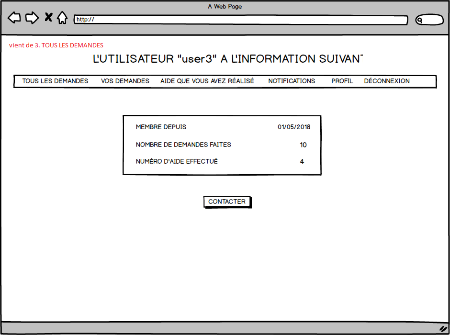 A Web Page
http://
vient de 3. TOUS LES DEMANDES
L'UTILISATEUR "user3" A L'INFORMATION SUIVAN
TOUS LES DEMANDES VOS DEMANDES AIDE QUE VOUS AVEZ RÉALISÉ NOTIFICATIONS PROFIL DÉCONNEXION
MEMBRE DEPUIS 01/05/2018
NOMBRE DE DEMANDES FAITES 10
NUMÉRO D'AIDE EFFECTUÉ 4
CONTACTER